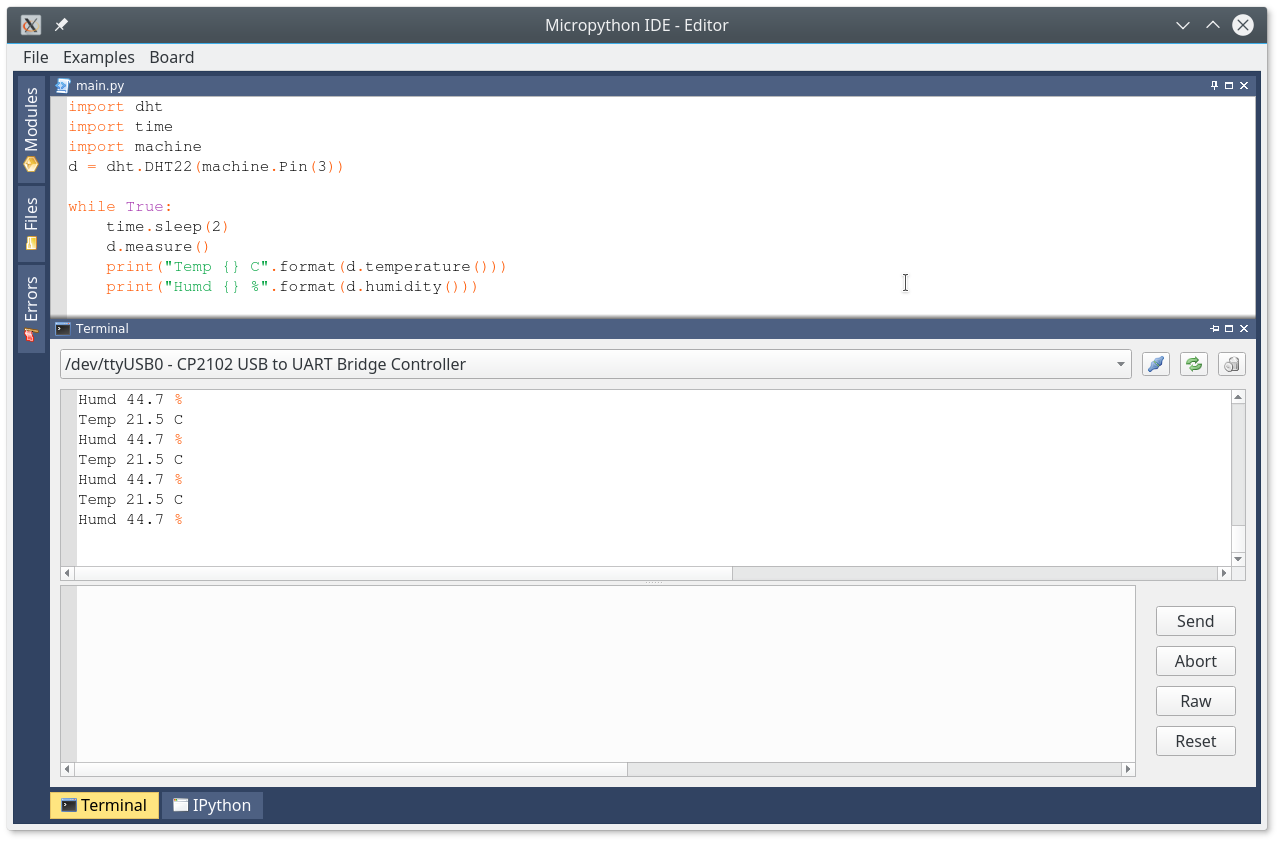 Micropython IDE - Editor
File Examples Board
Modules
Files
Errors
main.py
import dht
import time
import machine
d = dht.DHT22(machine.Pin(3))
while True:
    time.sleep(2)
    d.measure()
    print("Temp {} C".format(d.temperature()))
    print("Humd {} %".format(d.humidity()))
Terminal
/dev/ttyUSB0 - CP2102 USB to UART Bridge Controller
Humd 44.7 %
Temp 21.5 C
Humd 44.7 %
Temp 21.5 C
Humd 44.7 %
Temp 21.5 C
Humd 44.7 %
Send
Abort
Raw
Reset
Terminal IPython